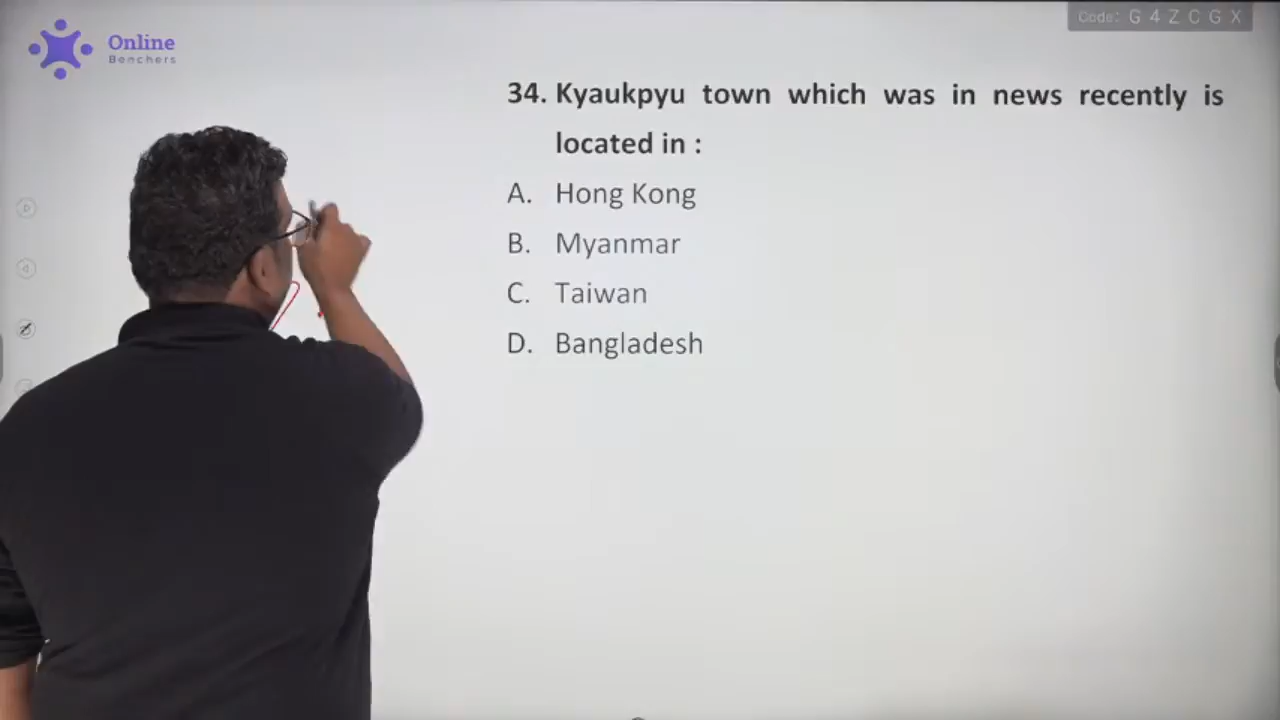 Online
Benchers
Code: G 4 Z C G X
34. Kyaukpyu town which was in news recently is
located in :
A. Hong Kong
B. Myanmar
C. Taiwan
D. Bangladesh